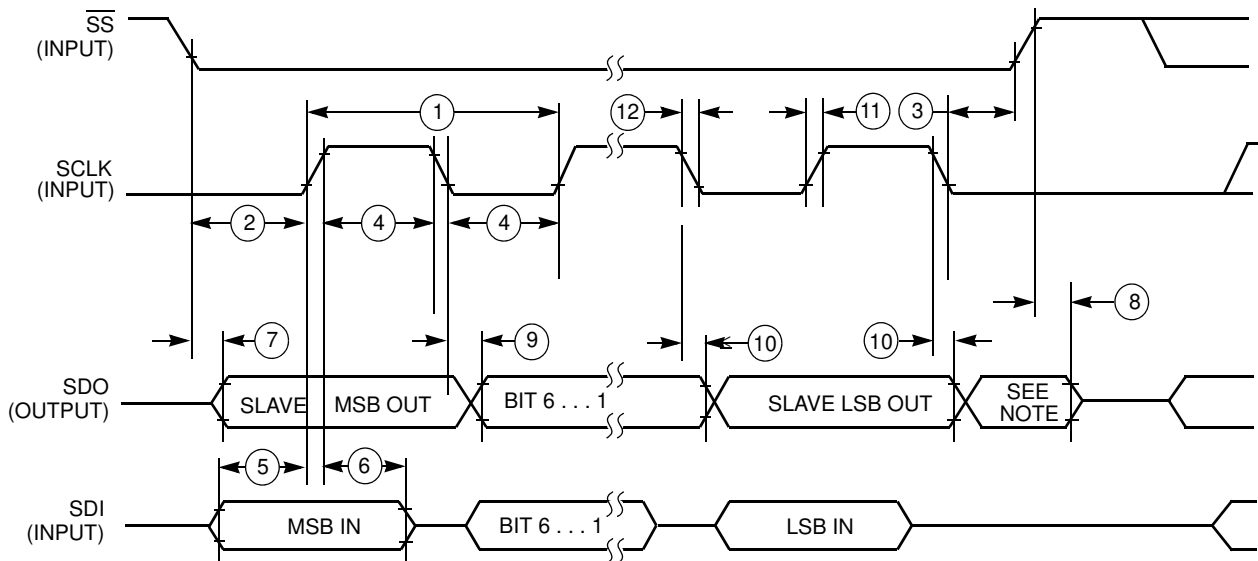 SS
(INPUT)
1
12
11
3
SCLK
(INPUT)
2
4
4
8
7
9
10
10
SDO
(OUTPUT)
SLAVE MSB OUT
BIT 6 . . . 1
SLAVE LSB OUT
SEE
NOTE
5
6
SDI
(INPUT)
MSB IN
BIT 6 . . . 1
LSB IN